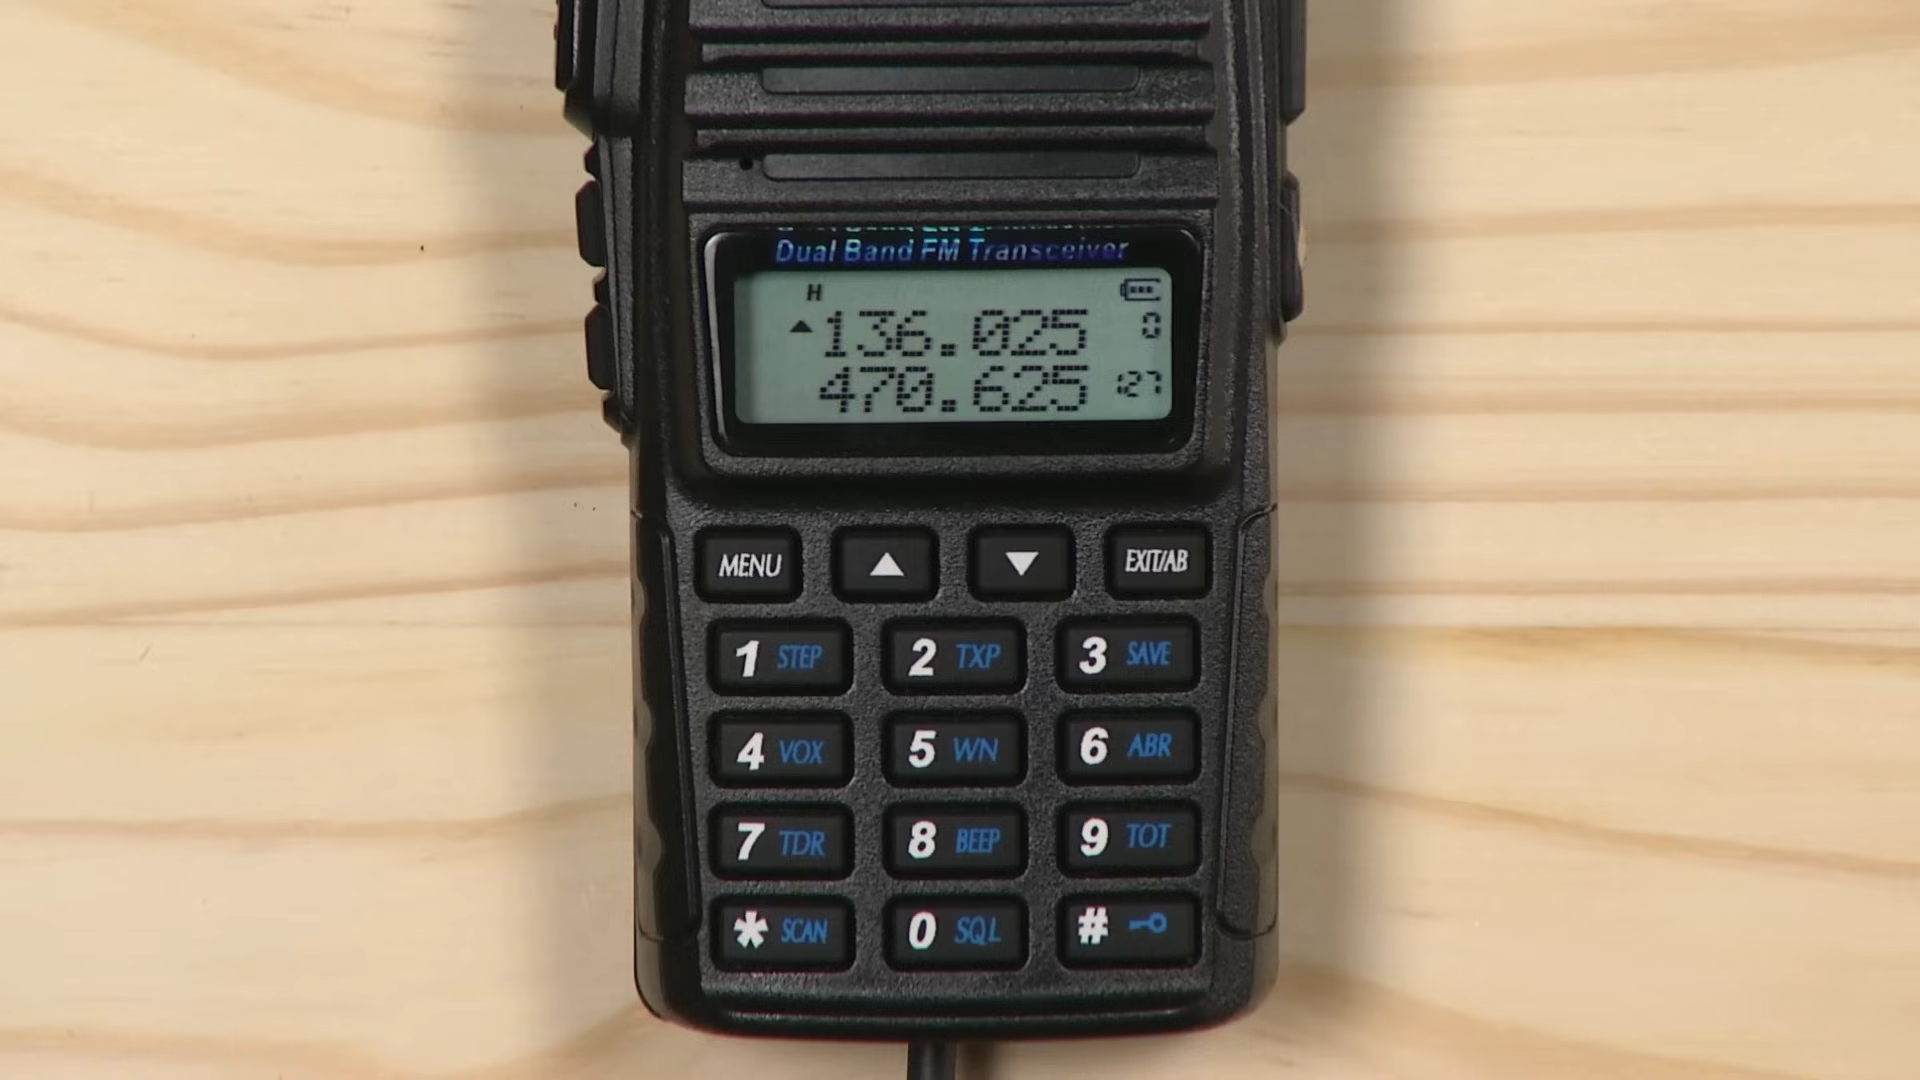 Dual Band FM Transceiver
H
136.025 0
470.625 127
MENU ▲ ▼ EXIT/AB
1 STEP 2 TXP 3 SAVE
4 VOX 5 WN 6 ABR
7 TDR 8 BEEP 9 TOT
* SCAN 0 SQL #